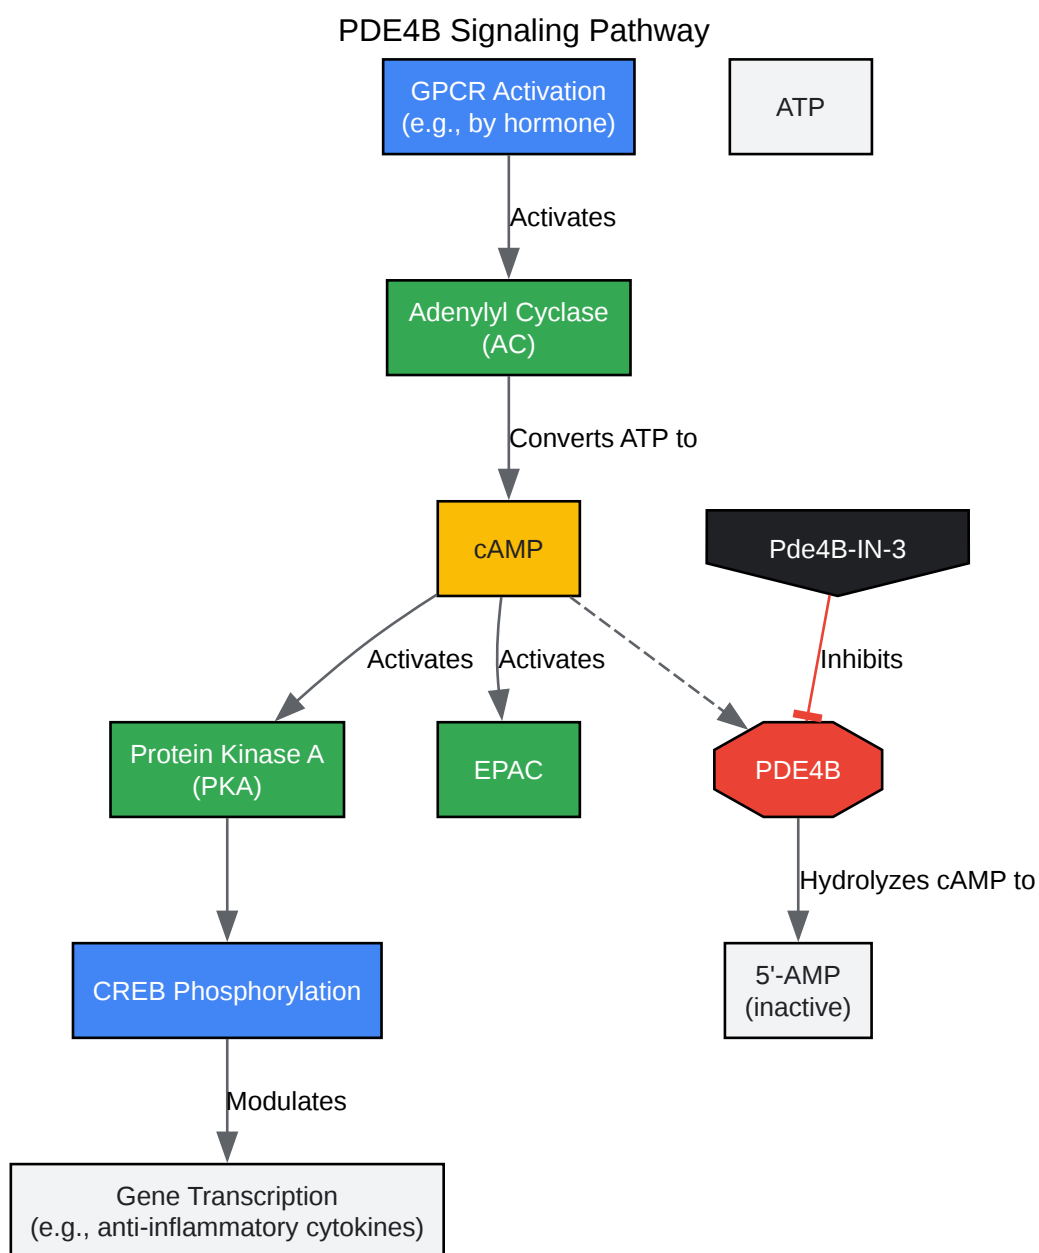 PDE4B Signaling Pathway
GPCR Activation
(e.g., by hormone)
ATP
Activates
Adenylyl Cyclase
(AC)
Converts ATP to
cAMP
Pde4B-IN-3
Activates
Activates
Inhibits
Protein Kinase A
(PKA)
EPAC
PDE4B
Hydrolyzes cAMP to
CREB Phosphorylation
5'-AMP
(inactive)
Modulates
Gene Transcription
(e.g., anti-inflammatory cytokines)